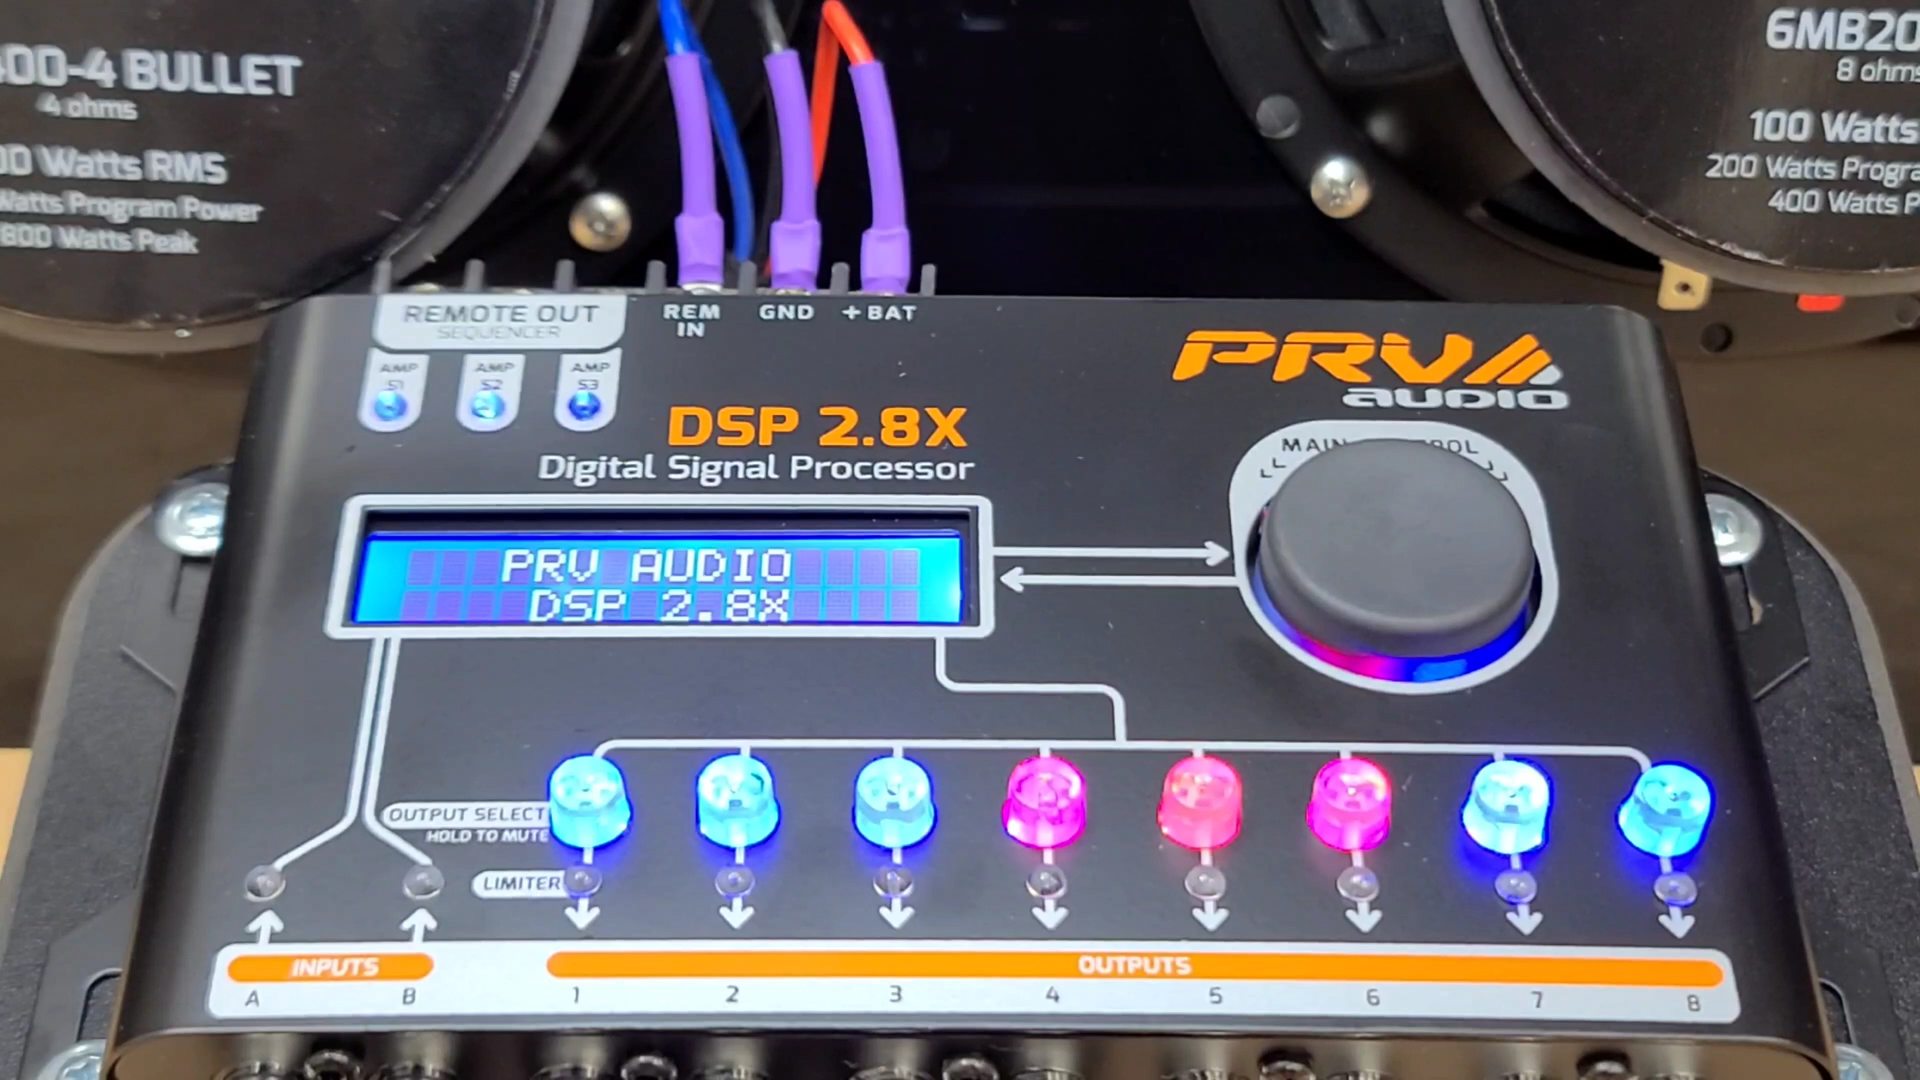 400-4 BULLET
4 ohms
00 Watts RMS
Watts Program Power
800 Watts Peak
6MB20
8 ohms
100 Watts
200 Watts Progra
400 Watts P
REMOTE OUT
SEQUENCER
AMP S1
AMP S2
AMP S3
REM IN
GND
+BAT
PRV
AUDIO
DSP 2.8X
Digital Signal Processor
PRV AUDIO
DSP 2.8X
OUTPUT SELECT
HOLD TO MUTE
LIMITER
INPUTS
OUTPUTS
A B 1 2 3 4 5 6 7 8